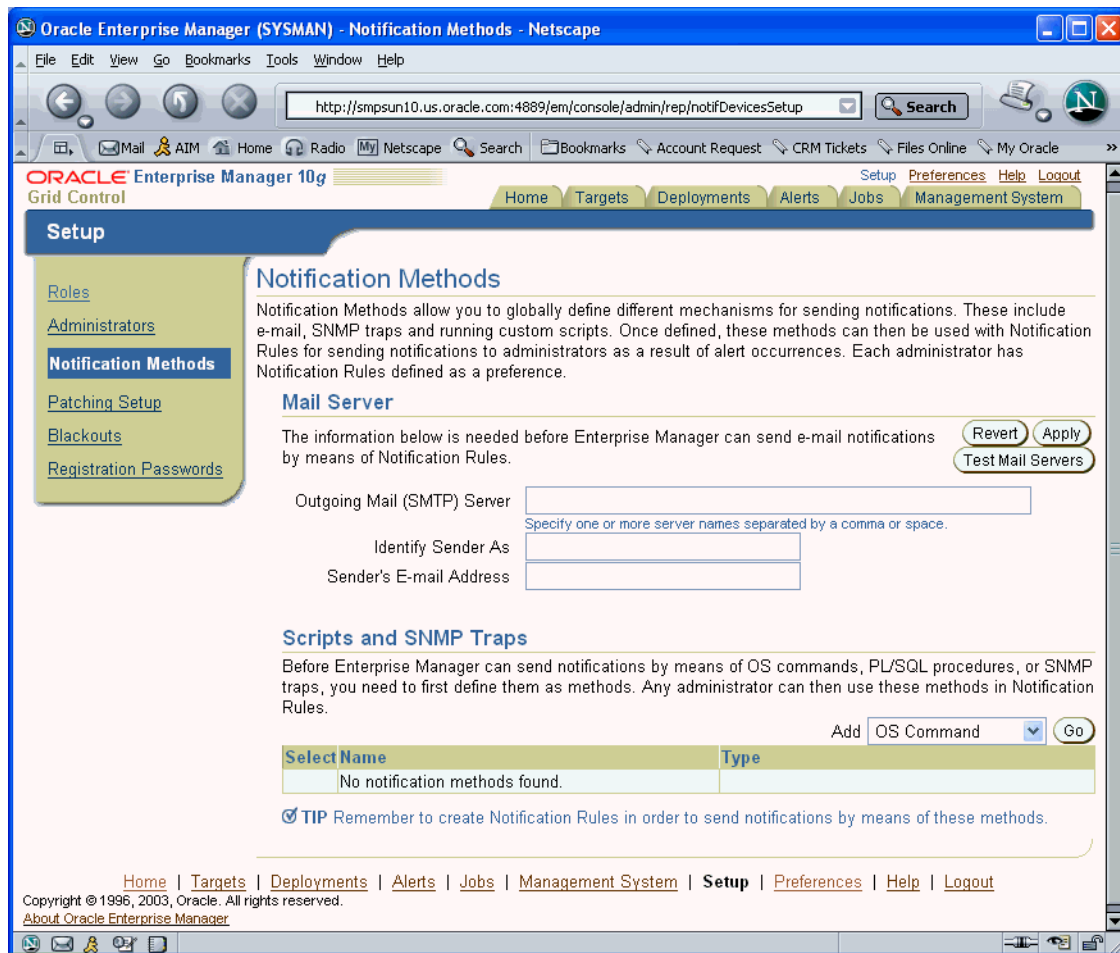 Oracle Enterprise Manager (SYSMAN) - Notification Methods - Netscape
File Edit View Go Bookmarks Tools Window Help
http://smpsun10.us.oracle.com:4889/em/console/admin/rep/notifDevicesSetup
Search
N
Mail AIM Home Radio My Netscape Search Bookmarks Account Request CRM Tickets Files Online My Oracle »
ORACLE Enterprise Manager 10g
Grid Control
Setup Preferences Help Logout
Home Targets Deployments Alerts Jobs Management System
Setup
Roles
Administrators
Notification Methods
Patching Setup
Blackouts
Registration Passwords
Notification Methods
Notification Methods allow you to globally define different mechanisms for sending notifications. These include
e-mail, SNMP traps and running custom scripts. Once defined, these methods can then be used with Notification
Rules for sending notifications to administrators as a result of alert occurrences. Each administrator has
Notification Rules defined as a preference.
Mail Server
The information below is needed before Enterprise Manager can send e-mail notifications
by means of Notification Rules.
Revert Apply
Test Mail Servers
Outgoing Mail (SMTP) Server
Specify one or more server names separated by a comma or space.
Identify Sender As
Sender's E-mail Address
Scripts and SNMP Traps
Before Enterprise Manager can send notifications by means of OS commands, PL/SQL procedures, or SNMP
traps, you need to first define them as methods. Any administrator can then use these methods in Notification
Rules.
Add OS Command Go
Select Name Type
No notification methods found.
TIP Remember to create Notification Rules in order to send notifications by means of these methods.
Home | Targets | Deployments | Alerts | Jobs | Management System | Setup | Preferences | Help | Logout
Copyright © 1996, 2003, Oracle. All rights reserved.
About Oracle Enterprise Manager